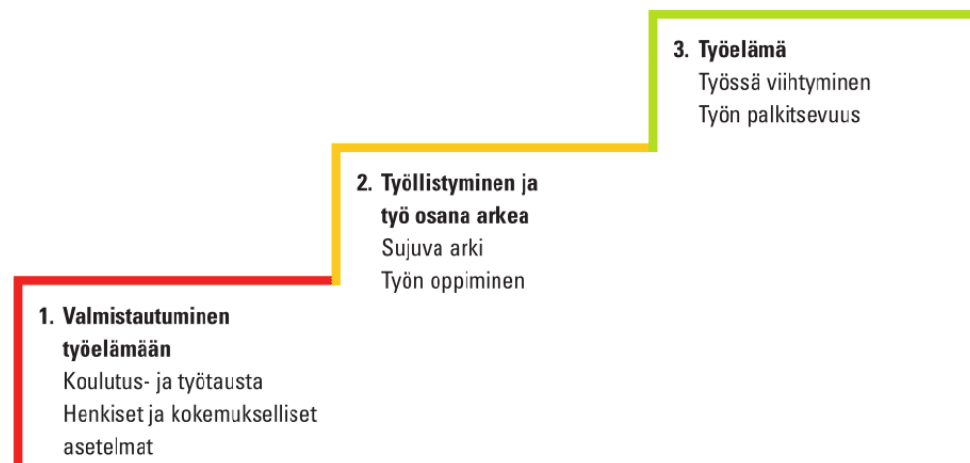 1. Valmistautuminen
työelämään
Koulutus- ja työtausta
Henkiset ja kokemukselliset
asetelmat
2. Työllistyminen ja
työ osana arkea
Sujuva arki
Työn oppiminen
3. Työelämä
Työssä viihtyminen
Työn palkitsevuus